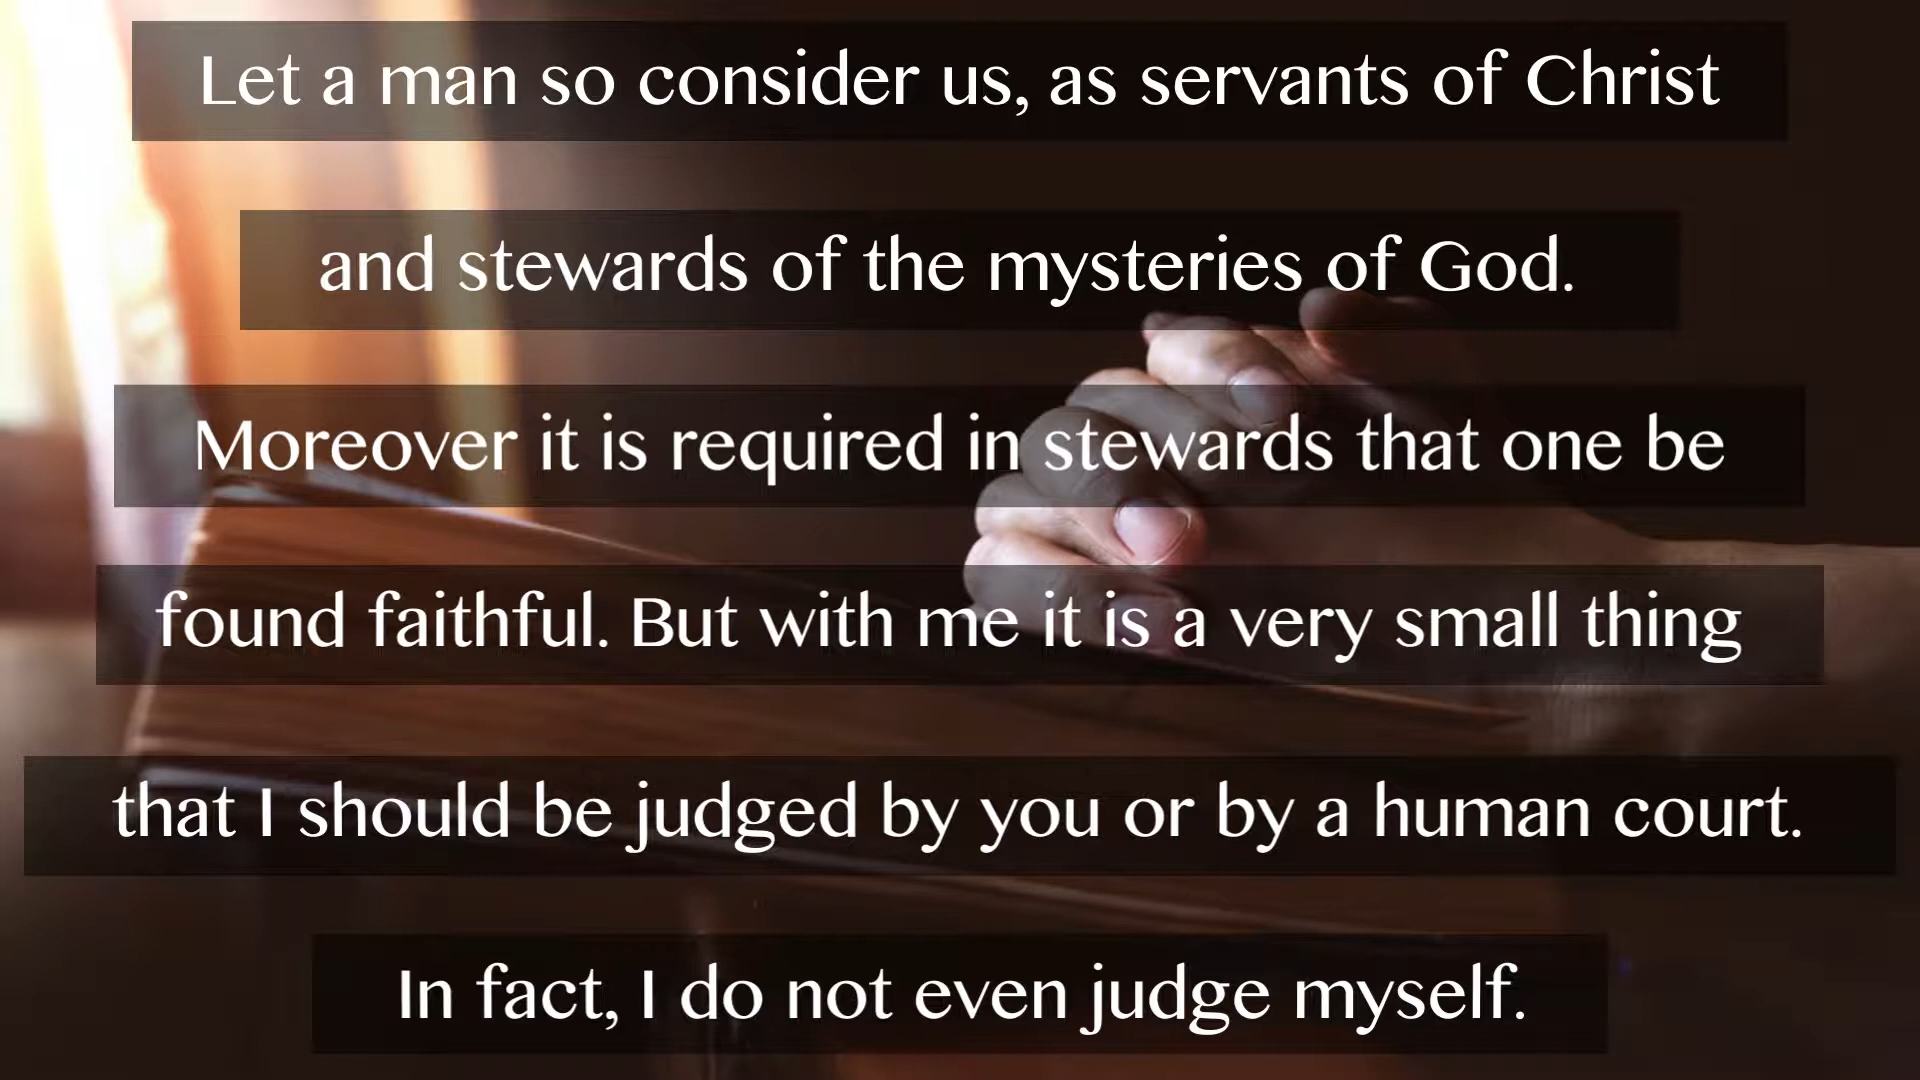 Let a man so consider us, as servants of Christ
and stewards of the mysteries of God.
Moreover it is required in stewards that one be
found faithful. But with me it is a very small thing
that I should be judged by you or by a human court.
In fact, I do not even judge myself.